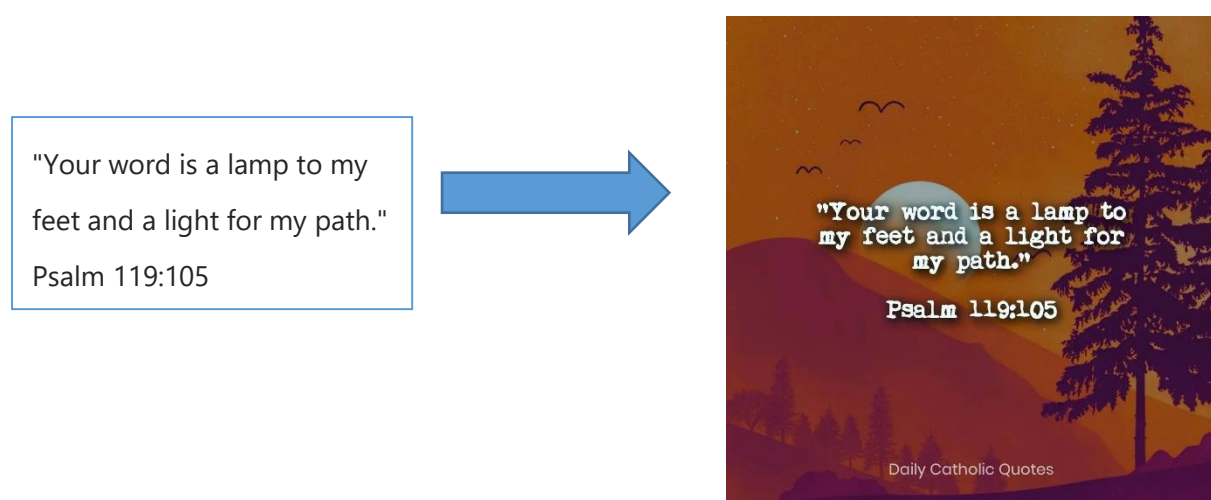 "Your word is a lamp to my
feet and a light for my path."
Psalm 119:105
"Your word is a lamp to
my feet and a light for
my path."
Psalm 119:105
Daily Catholic Quotes